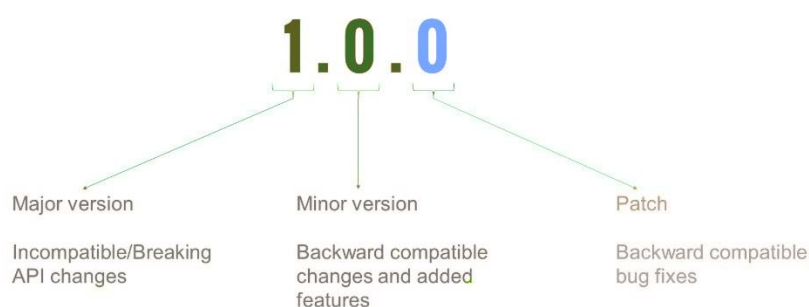 1.0.0
Major version
Minor version
Patch
Incompatible/Breaking
API changes
Backward compatible
changes and added
features
Backward compatible
bug fixes